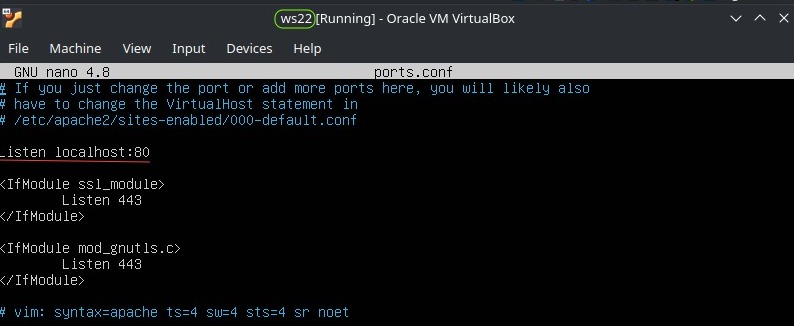 ws22 [Running] - Oracle VM VirtualBox
File Machine View Input Devices Help
GNU nano 4.8 ports.conf
# If you just change the port or add more ports here, you will likely also
# have to change the VirtualHost statement in
# /etc/apache2/sites-enabled/000-default.conf
Listen localhost:80
<IfModule ssl_module>
Listen 443
</IfModule>
<IfModule mod_gnutls.c>
Listen 443
</IfModule>
# vim: syntax=apache ts=4 sw=4 sts=4 sr noet